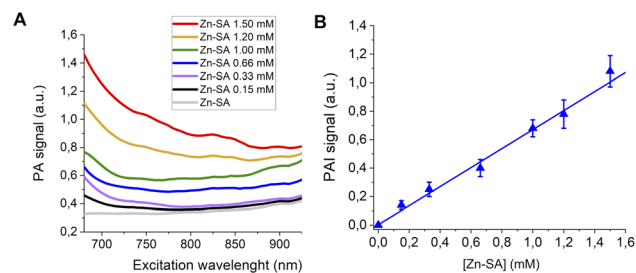 A
Zn-SA 1.50 mM
Zn-SA 1.20 mM
Zn-SA 1.00 mM
Zn-SA 0.66 mM
Zn-SA 0.33 mM
Zn-SA 0.15 mM
Zn-SA
PA signal (a.u.)
1,6
1,4
1,2
1,0
0,8
0,6
0,4
0,2
700 750 800 850 900
Excitation wavelenght (nm)
B
PAI signal (a.u.)
1,4
1,2
1,0
0,8
0,6
0,4
0,2
0,0
0,0 0,2 0,4 0,6 0,8 1,0 1,2 1,4 1,6
[Zn-SA] (mM)